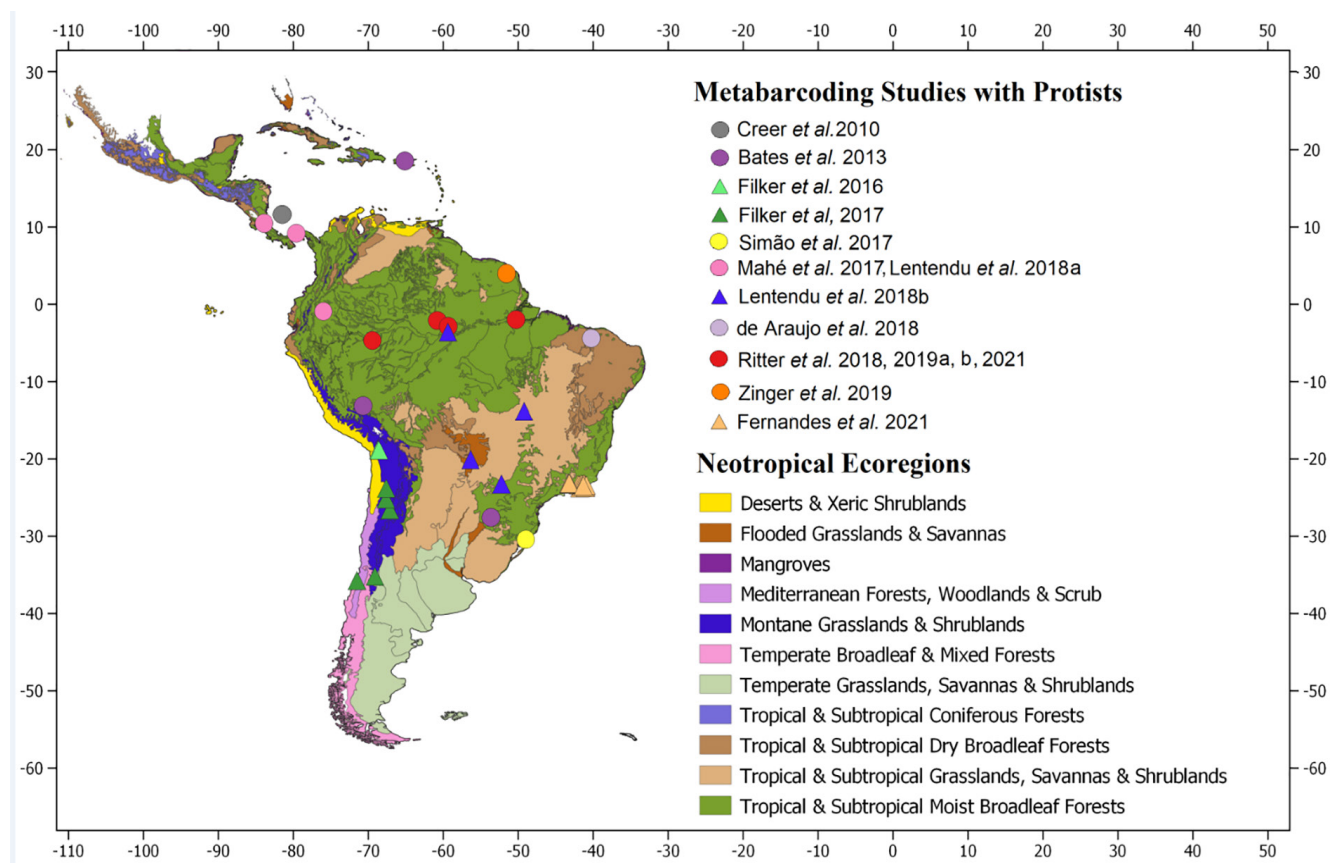 -110 -100 -90 -80 -70 -60 -50 -40 -30 -20 -10 0 10 20 30 40 50
30 30
20 20
10 10
0 0
-10 -10
-20 -20
-30 -30
-40 -40
-50 -50
-60 -60
Metabarcoding Studies with Protists
Creer et al.2010
Bates et al. 2013
Filker et al. 2016
Filker et al, 2017
Simão et al. 2017
Mahé et al. 2017, Lentendu et al. 2018a
Lentendu et al. 2018b
de Araujo et al. 2018
Ritter et al. 2018, 2019a, b, 2021
Zinger et al. 2019
Fernandes et al. 2021
Neotropical Ecoregions
Deserts & Xeric Shrublands
Flooded Grasslands & Savannas
Mangroves
Mediterranean Forests, Woodlands & Scrub
Montane Grasslands & Shrublands
Temperate Broadleaf & Mixed Forests
Temperate Grasslands, Savannas & Shrublands
Tropical & Subtropical Coniferous Forests
Tropical & Subtropical Dry Broadleaf Forests
Tropical & Subtropical Grasslands, Savannas & Shrublands
Tropical & Subtropical Moist Broadleaf Forests
-110 -100 -90 -80 -70 -60 -50 -40 -30 -20 -10 0 10 20 30 40 50